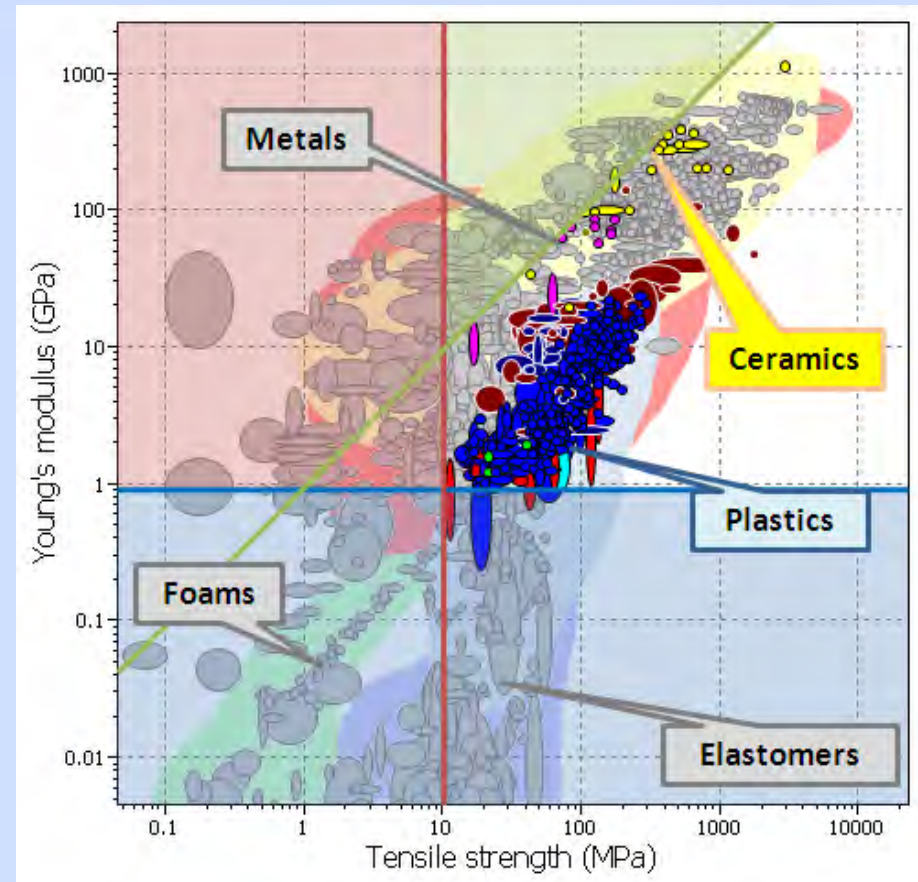 1000
100
10
1
0.1
0.01
Young's modulus (GPa)
Metals
Ceramics
Plastics
Foams
Elastomers
0.1
1
10
100
1000
10000
Tensile strength (MPa)